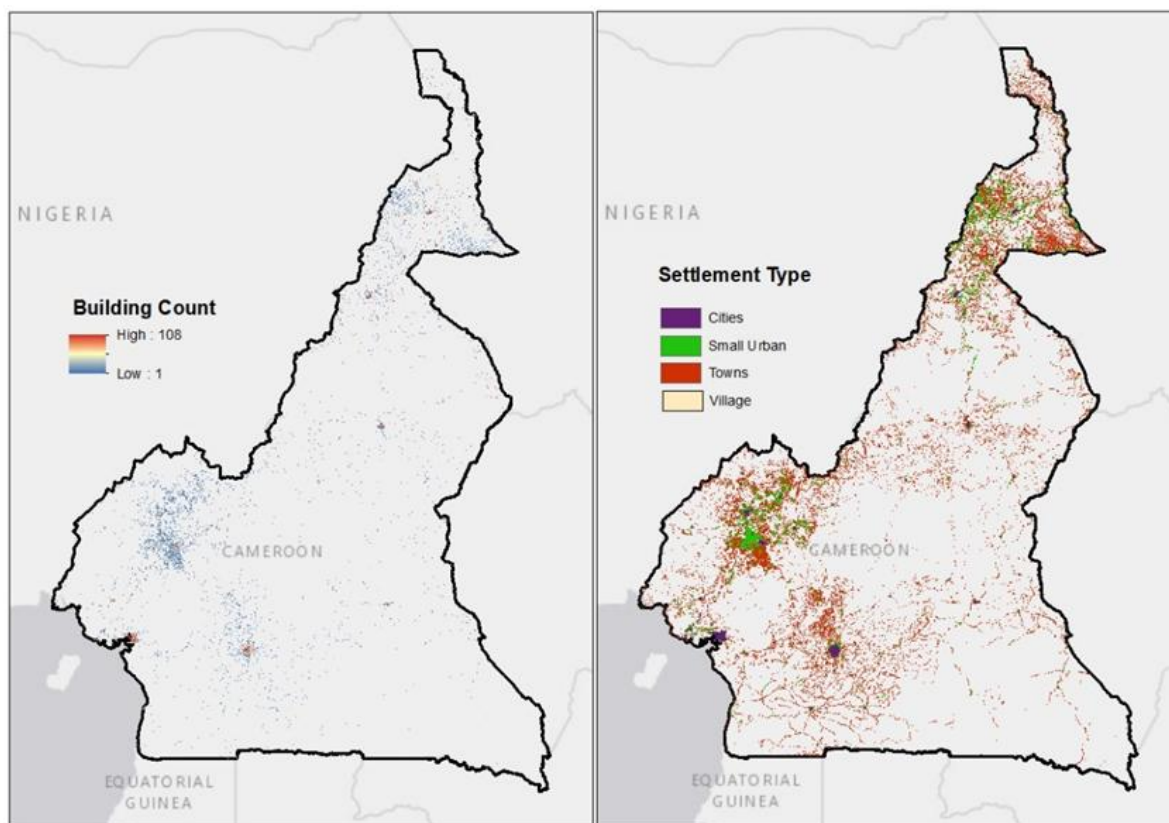 NIGERIA
Building Count
High : 108
Low : 1
CAMEROON
EQUATORIAL
GUINEA
NIGERIA
Settlement Type
Cities
Small Urban
Towns
Village
CAMEROON
EQUATORIAL
GUINEA